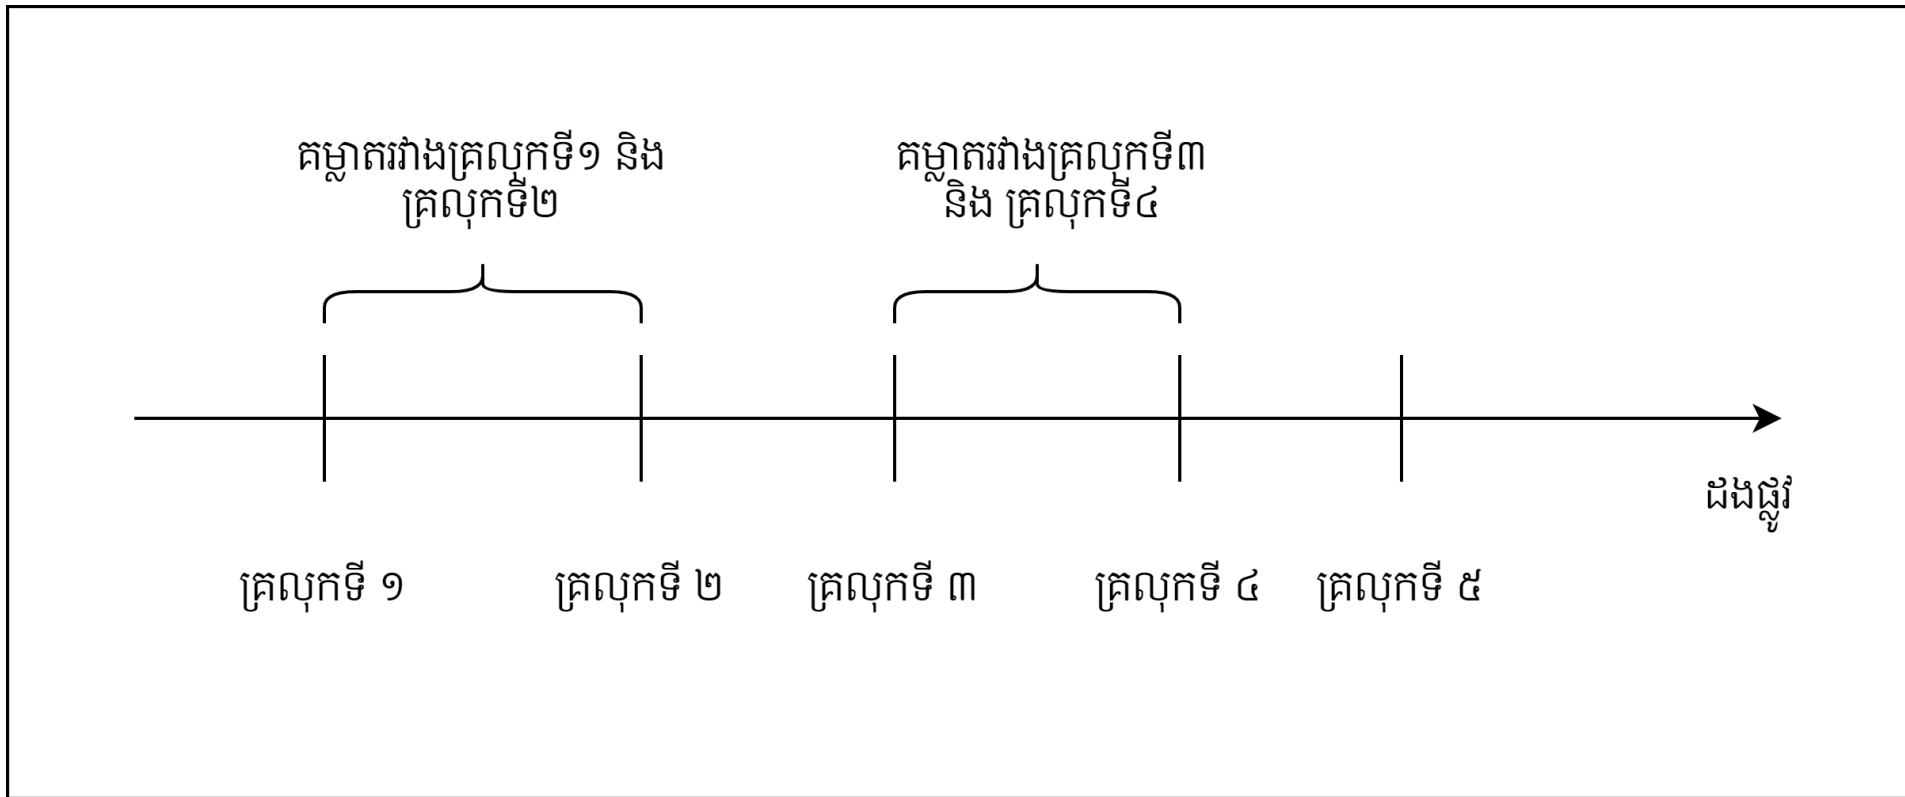 គម្លាតរវាងគ្រលុកទី១ និង
គ្រលុកទី២
គម្លាតរវាងគ្រលុកទី៣
និង គ្រលុកទី៤
ដងផ្លូវ
គ្រលុកទី ១
គ្រលុកទី ២
គ្រលុកទី ៣
គ្រលុកទី ៤
គ្រលុកទី ៥